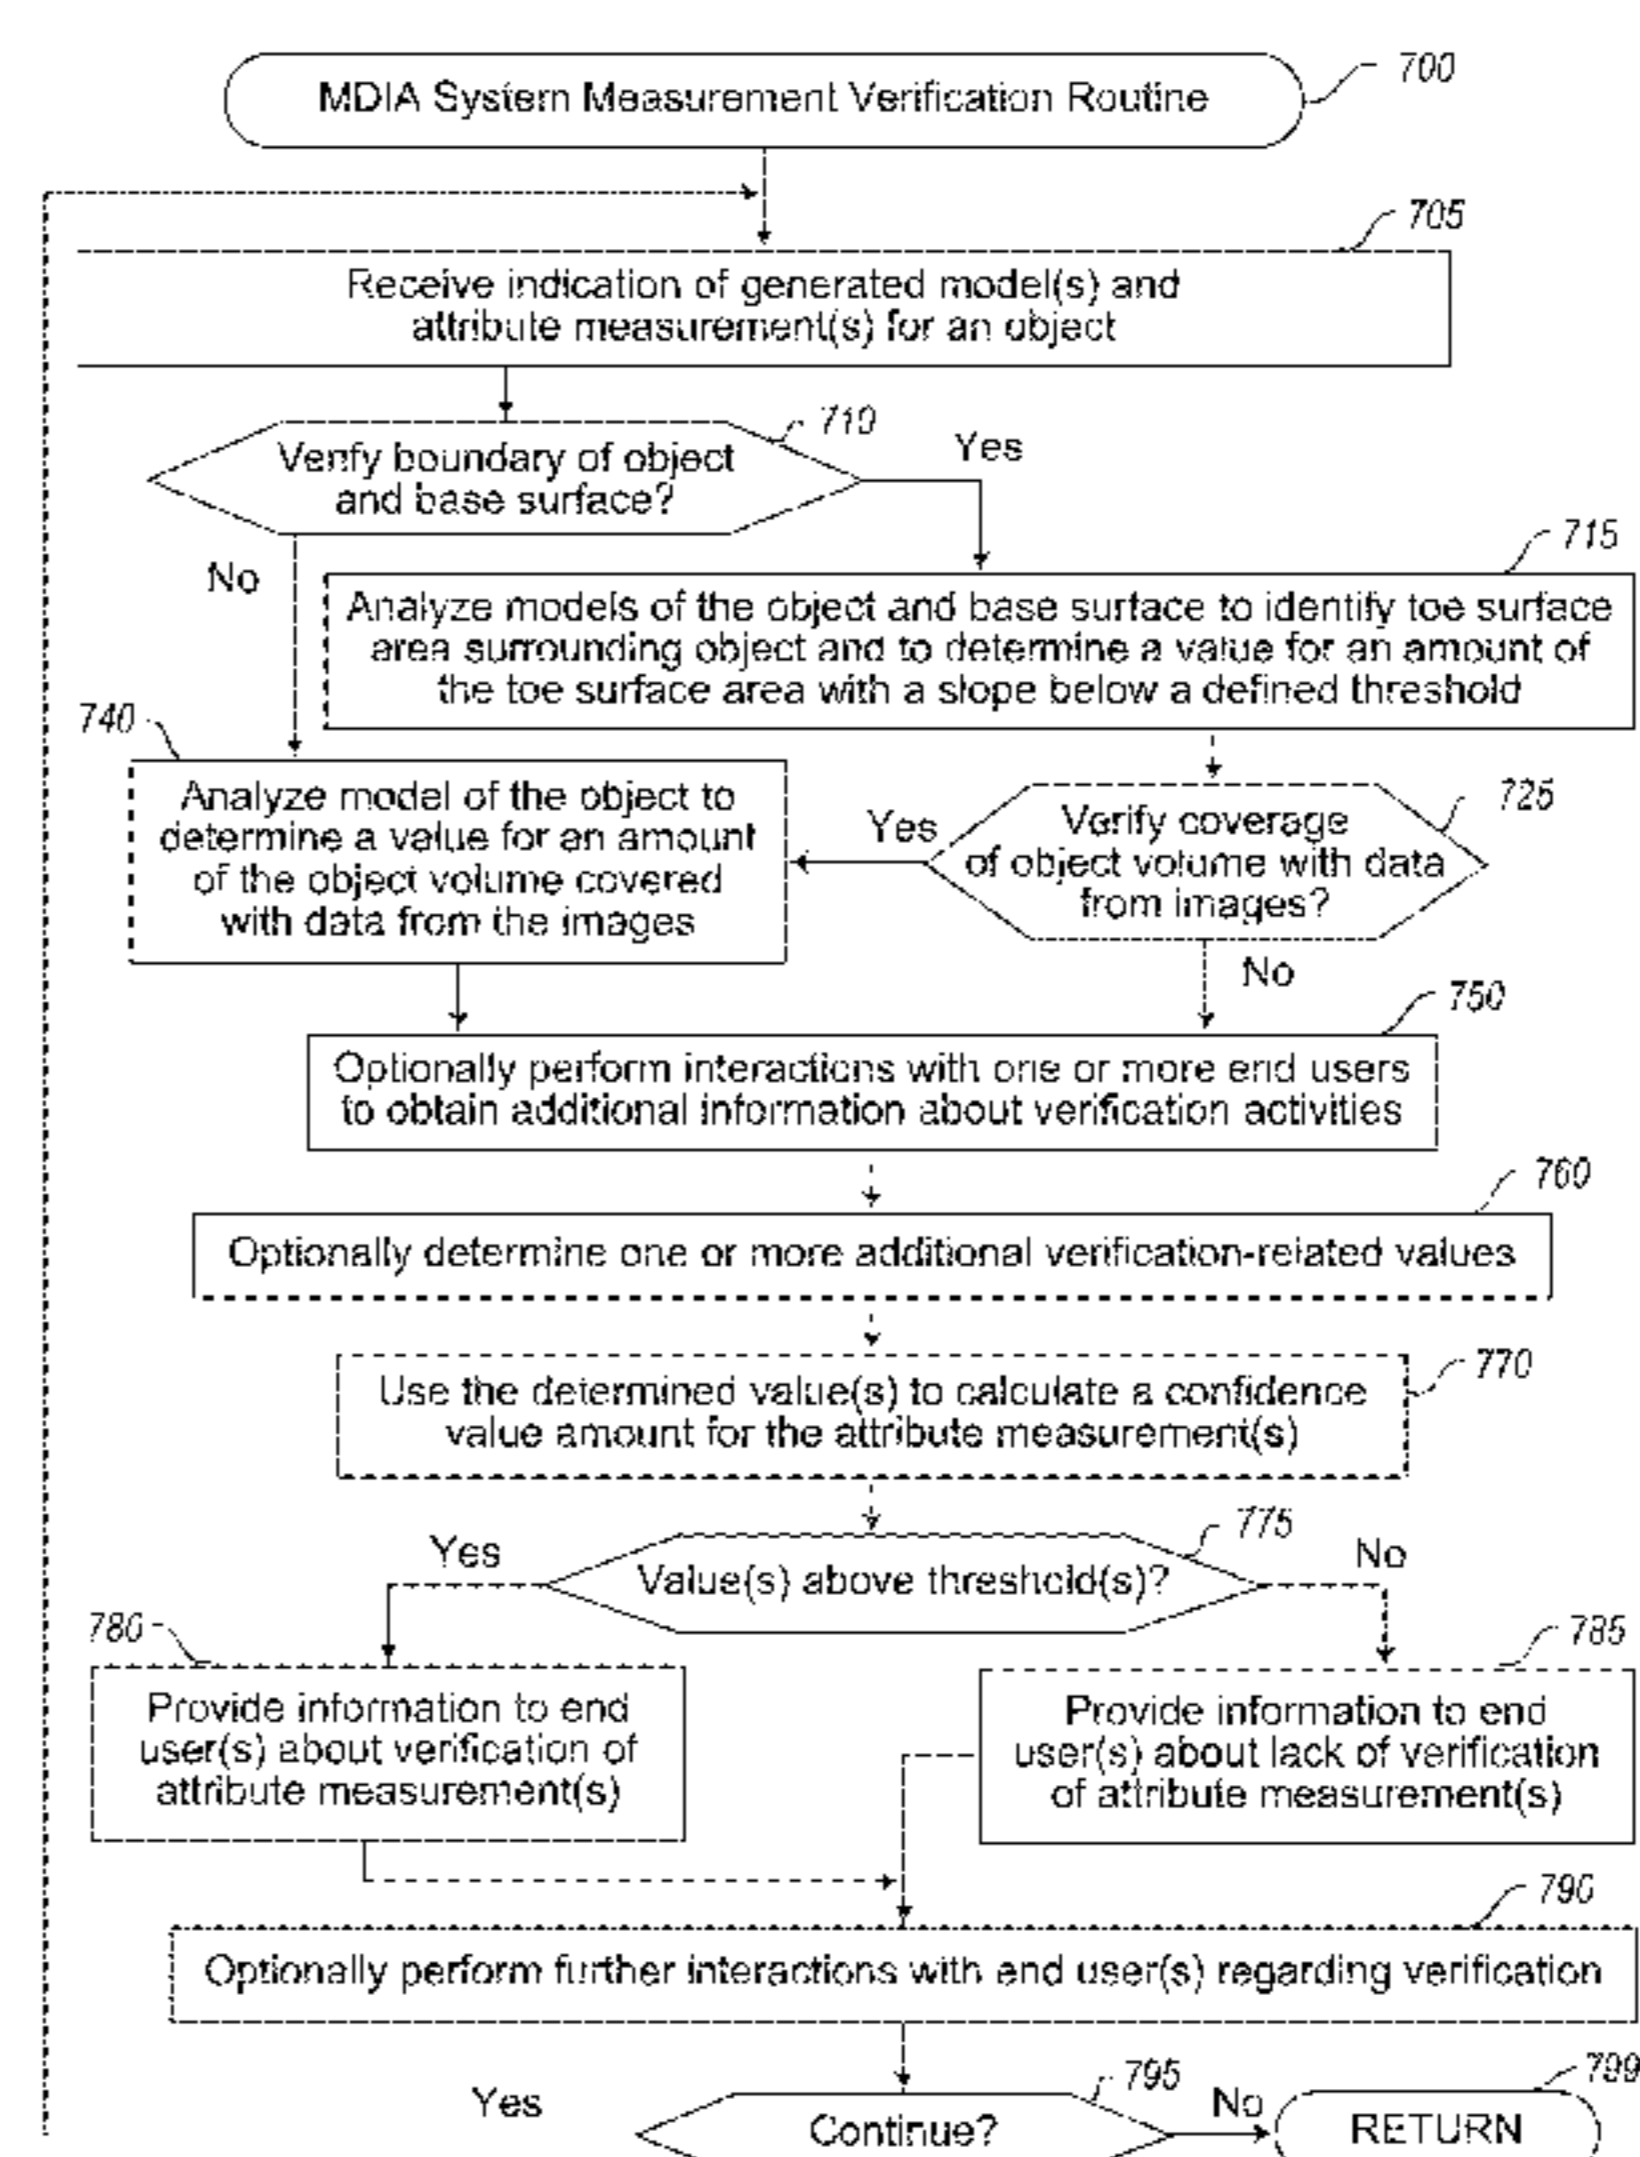 MDIA System Measurement Verification Routine
700
705
Receive indication of generated model(s) and
attribute measurement(s) for an object
710
Verify boundary of object
and base surface?
Yes
No
715
Analyze models of the object and base surface to identify toe surface
area surrounding object and to determine a value for an amount of
the toe surface area with a slope below a defined threshold
740
Analyze model of the object to
determine a value for an amount
of the object volume covered
with data from the images
Yes
725
Verify coverage
of object volume with data
from images?
No
750
Optionally perform interactions with one or more end users
to obtain additional information about verification activities
760
Optionally determine one or more additional verification-related values
770
Use the determined value(s) to calculate a confidence
value amount for the attribute measurement(s)
775
Yes
Value(s) above threshold(s)?
No
780
Provide information to end
user(s) about verification of
attribute measurement(s)
785
Provide information to end
user(s) about lack of verification
of attribute measurement(s)
790
Optionally perform further interactions with end user(s) regarding verification
795
Yes
Continue?
No
799
RETURN